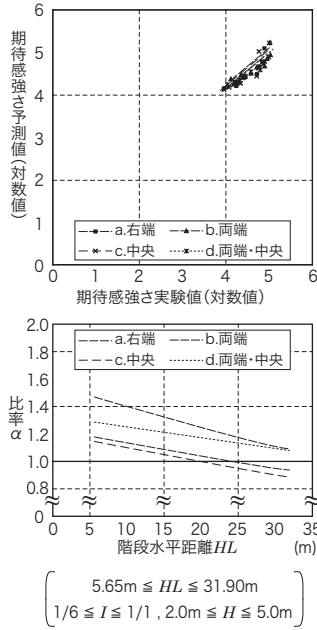 期待感強さ予測値(対数値)
6
5
4
2
1
0
a.右端 b.両端
c.中央 d.両端・中央
0 1 2 3 4 5 6
期待感強さ実験値(対数値)
比率α
2.0
1.8
1.6
1.4
1.2
1.0
0.8
0
a.右端 b.両端
c.中央 d.両端・中央
0 5 10 15 20 25 30 35
階段水平距離HL (m)
5.65m ≦ HL ≦ 31.90m
1/6 ≦ I ≦ 1/1 , 2.0m ≦ H ≦ 5.0m